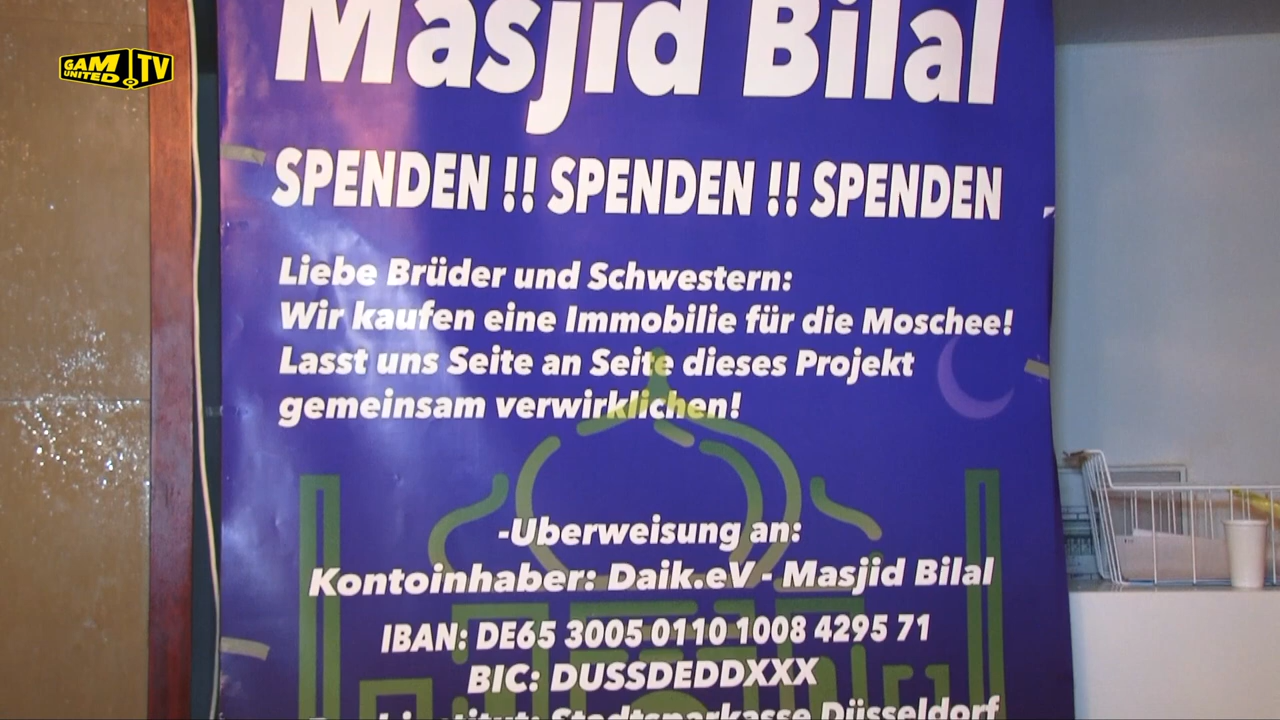 GAM
UNITED
TV
Masjid Bilal
SPENDEN !! SPENDEN !! SPENDEN
Liebe Brüder und Schwestern:
Wir kaufen eine Immobilie für die Moschee!
Lasst uns Seite an Seite dieses Projekt
gemeinsam verwirklichen!
-Uberweisung an:
Kontoinhaber: Daik.eV - Masjid Bilal
IBAN: DE65 3005 0110 1008 4295 71
BIC: DUSSDEDDXXX
Stadtsparkasse Düsseldorf